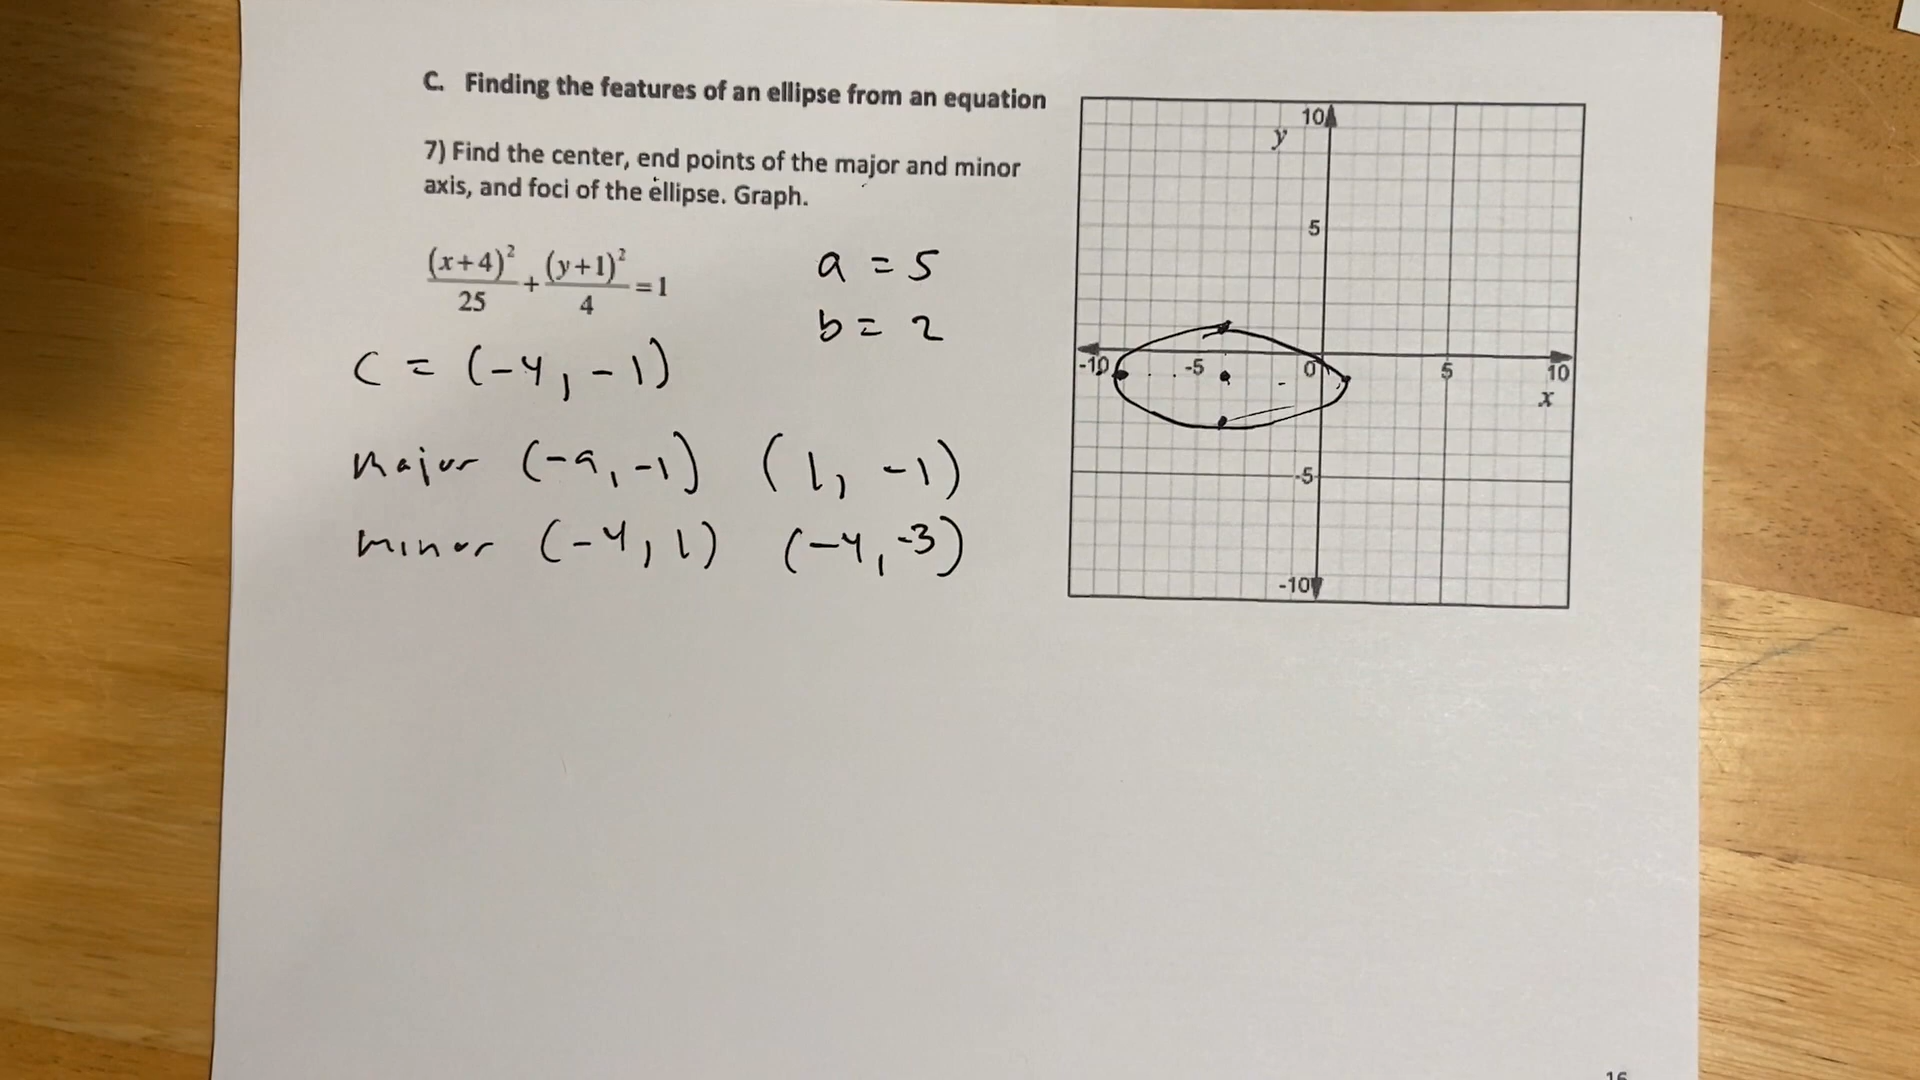 C. Finding the features of an ellipse from an equation
7) Find the center, end points of the major and minor
axis, and foci of the ellipse. Graph.
(x+4)²/25 + (y+1)²/4 = 1
a = 5
b = 2
C = (-4, -1)
major (-9, -1) (1, -1)
minor (-4, 1) (-4, -3)
10
y
5
-10 -5 0 5 10
x
-5
-10
16